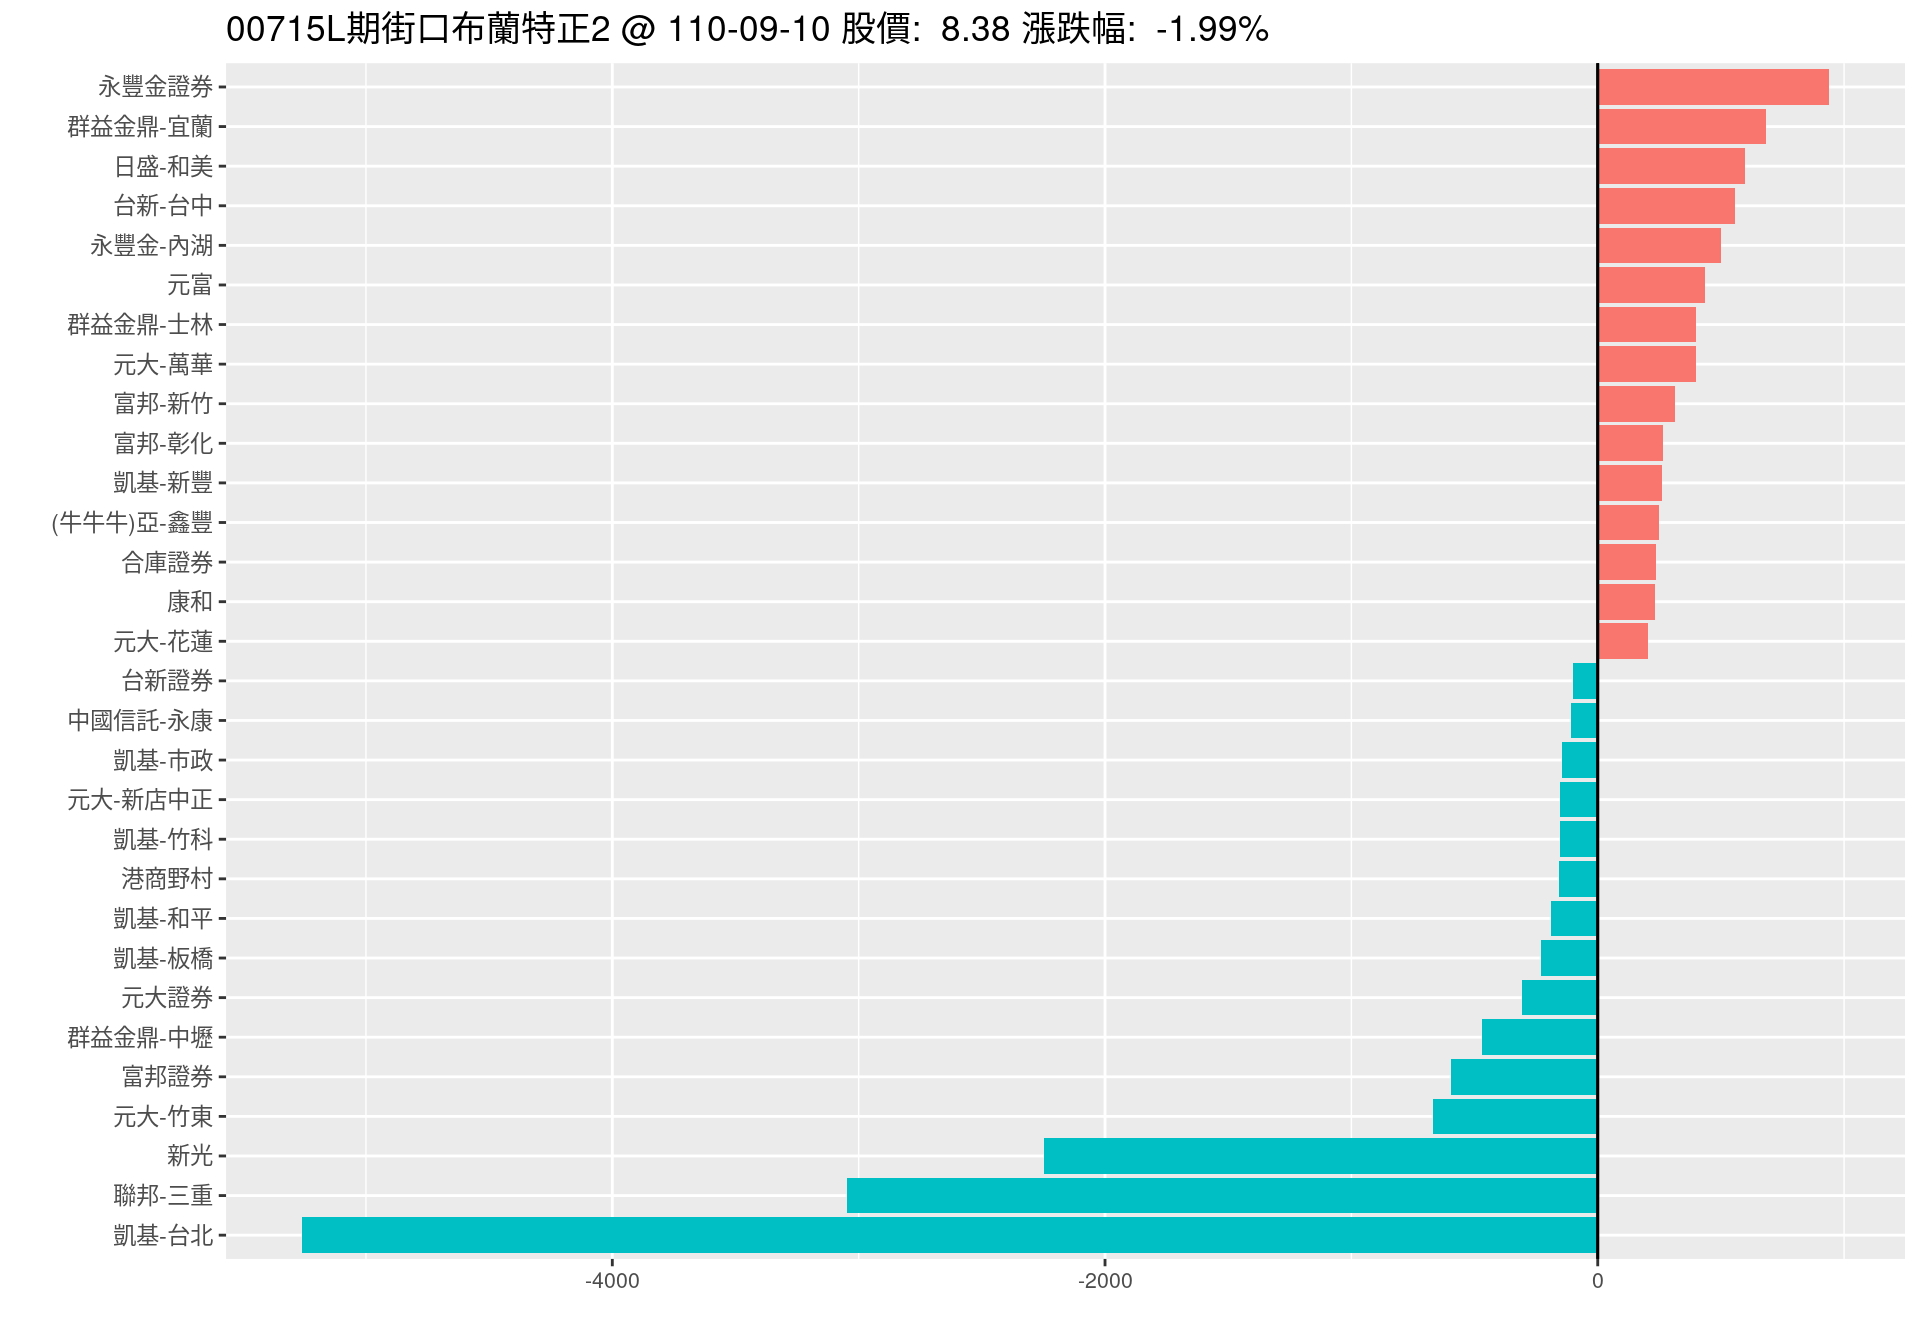 00715L期街口布蘭特正2 @ 110-09-10 股價:  8.38 漲跌幅:  -1.99%
永豐金證券
群益金鼎-宜蘭
日盛-和美
台新-台中
永豐金-內湖
元富
群益金鼎-士林
元大-萬華
富邦-新竹
富邦-彰化
凱基-新豐
(牛牛牛)亞-鑫豐
合庫證券
康和
元大-花蓮
台新證券
中國信託-永康
凱基-市政
元大-新店中正
凱基-竹科
港商野村
凱基-和平
凱基-板橋
元大證券
群益金鼎-中壢
富邦證券
元大-竹東
新光
聯邦-三重
凱基-台北
-4000
-2000
0